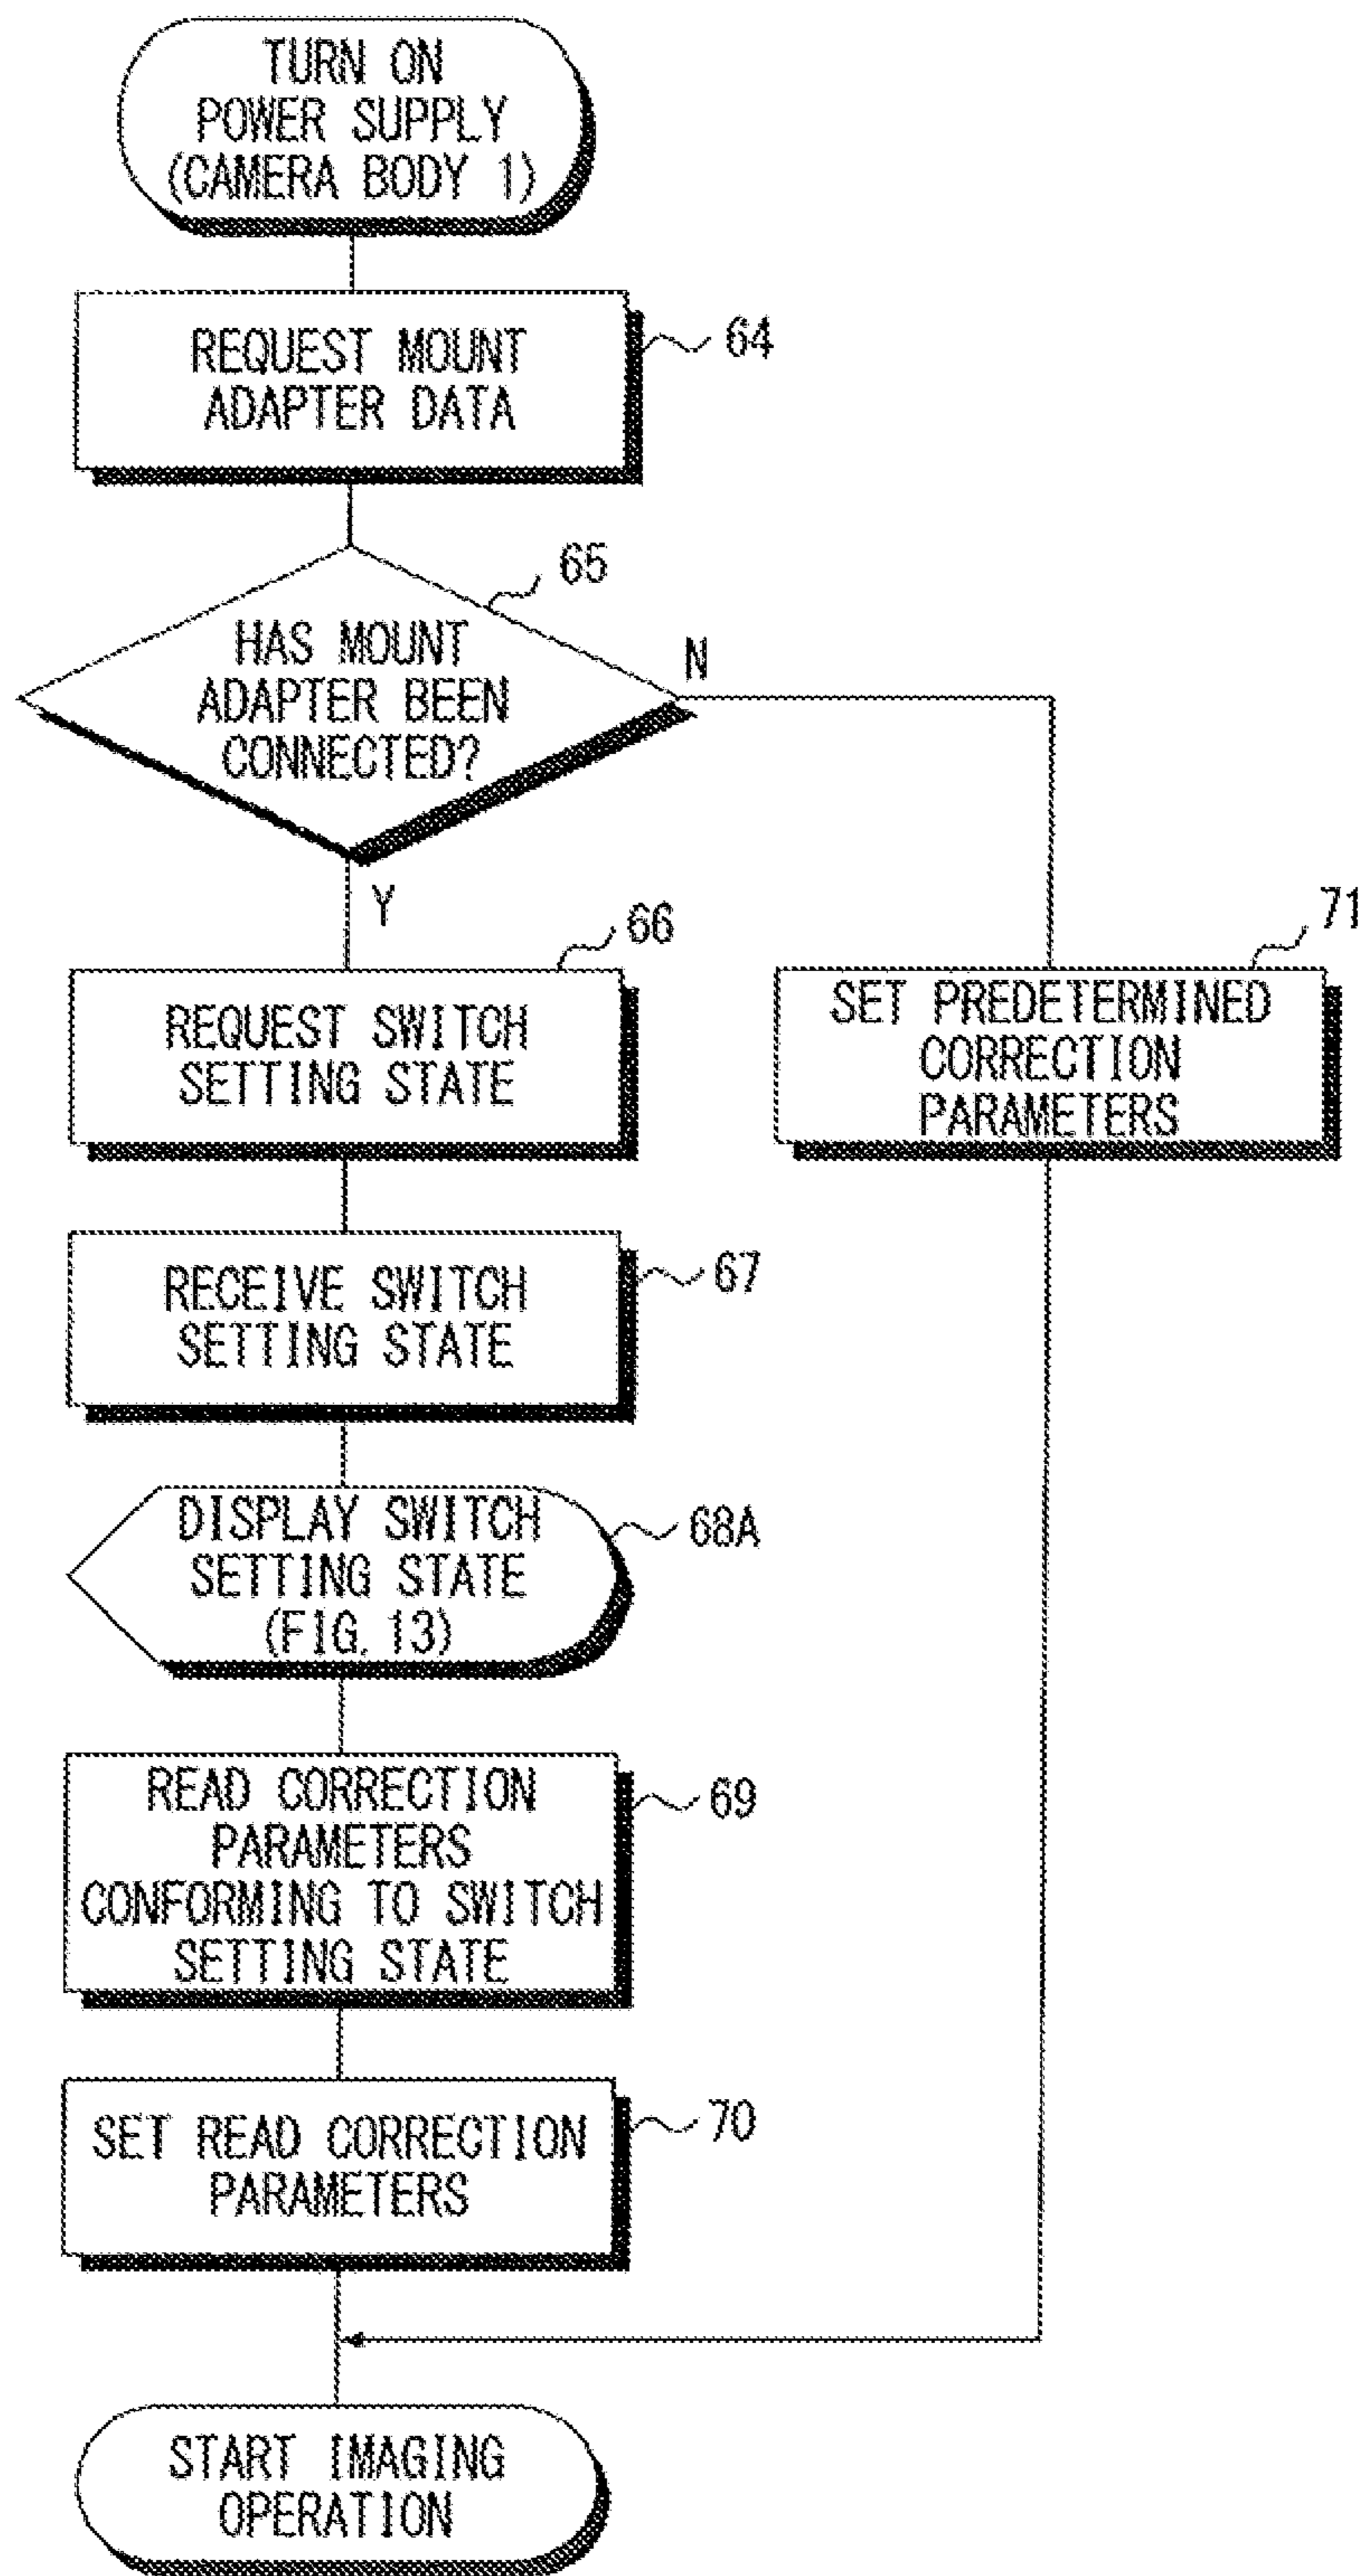 TURN ON
POWER SUPPLY
(CAMERA BODY 1)
REQUEST MOUNT
ADAPTER DATA
64
65
HAS MOUNT
ADAPTER BEEN
CONNECTED?
N
Y
66
REQUEST SWITCH
SETTING STATE
71
SET PREDETERMINED
CORRECTION
PARAMETERS
RECEIVE SWITCH
SETTING STATE
67
DISPLAY SWITCH
SETTING STATE
(FIG. 13)
68A
READ CORRECTION
PARAMETERS
CONFORMING TO SWITCH
SETTING STATE
69
SET READ CORRECTION
PARAMETERS
70
START IMAGING
OPERATION